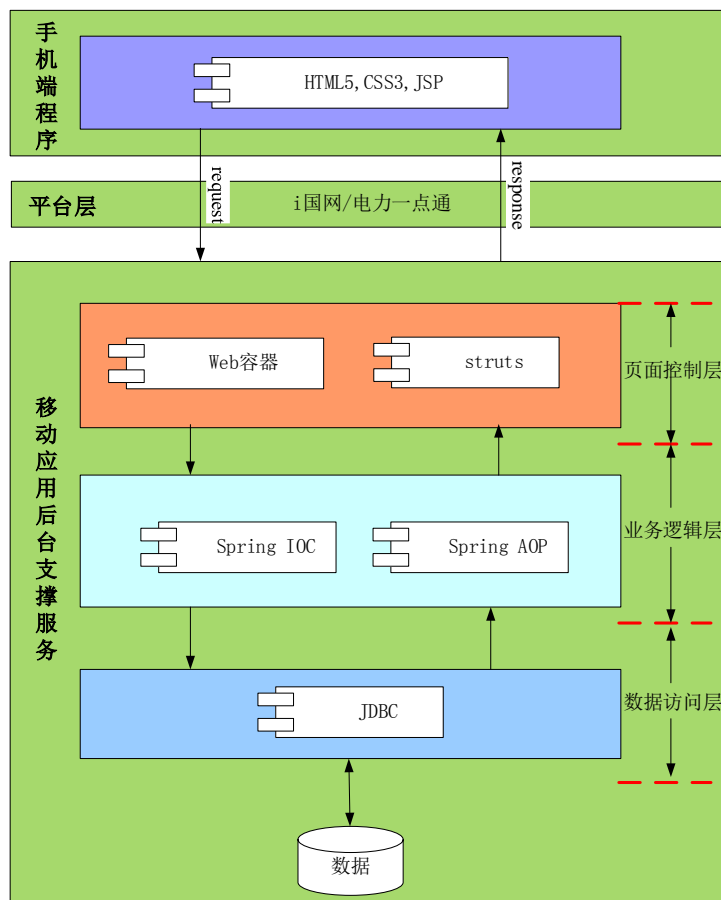 手机端程序
HTML5,CSS3,JSP
request
response
平台层
i国网/电力一点通
移动应用后台支撑服务
Web容器
struts
页面控制层
Spring IOC
Spring AOP
业务逻辑层
JDBC
数据访问层
数据